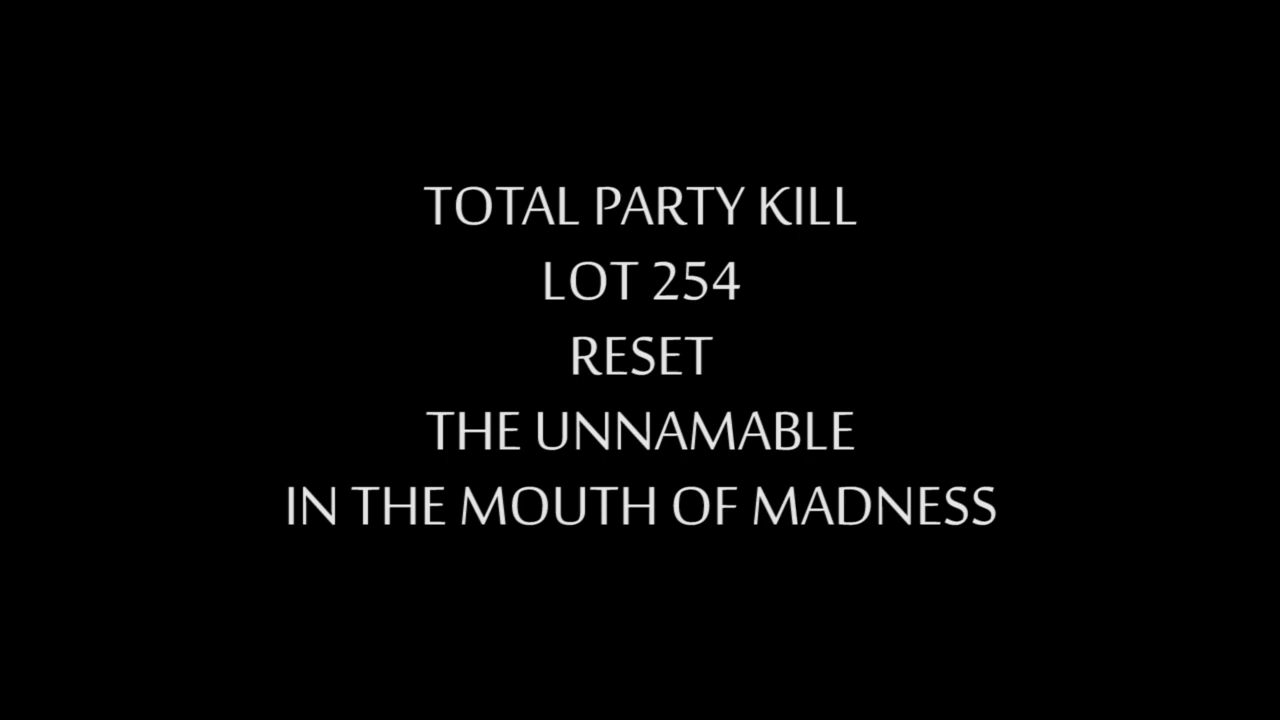 TOTAL PARTY KILL
LOT 254
RESET
THE UNNAMABLE
IN THE MOUTH OF MADNESS